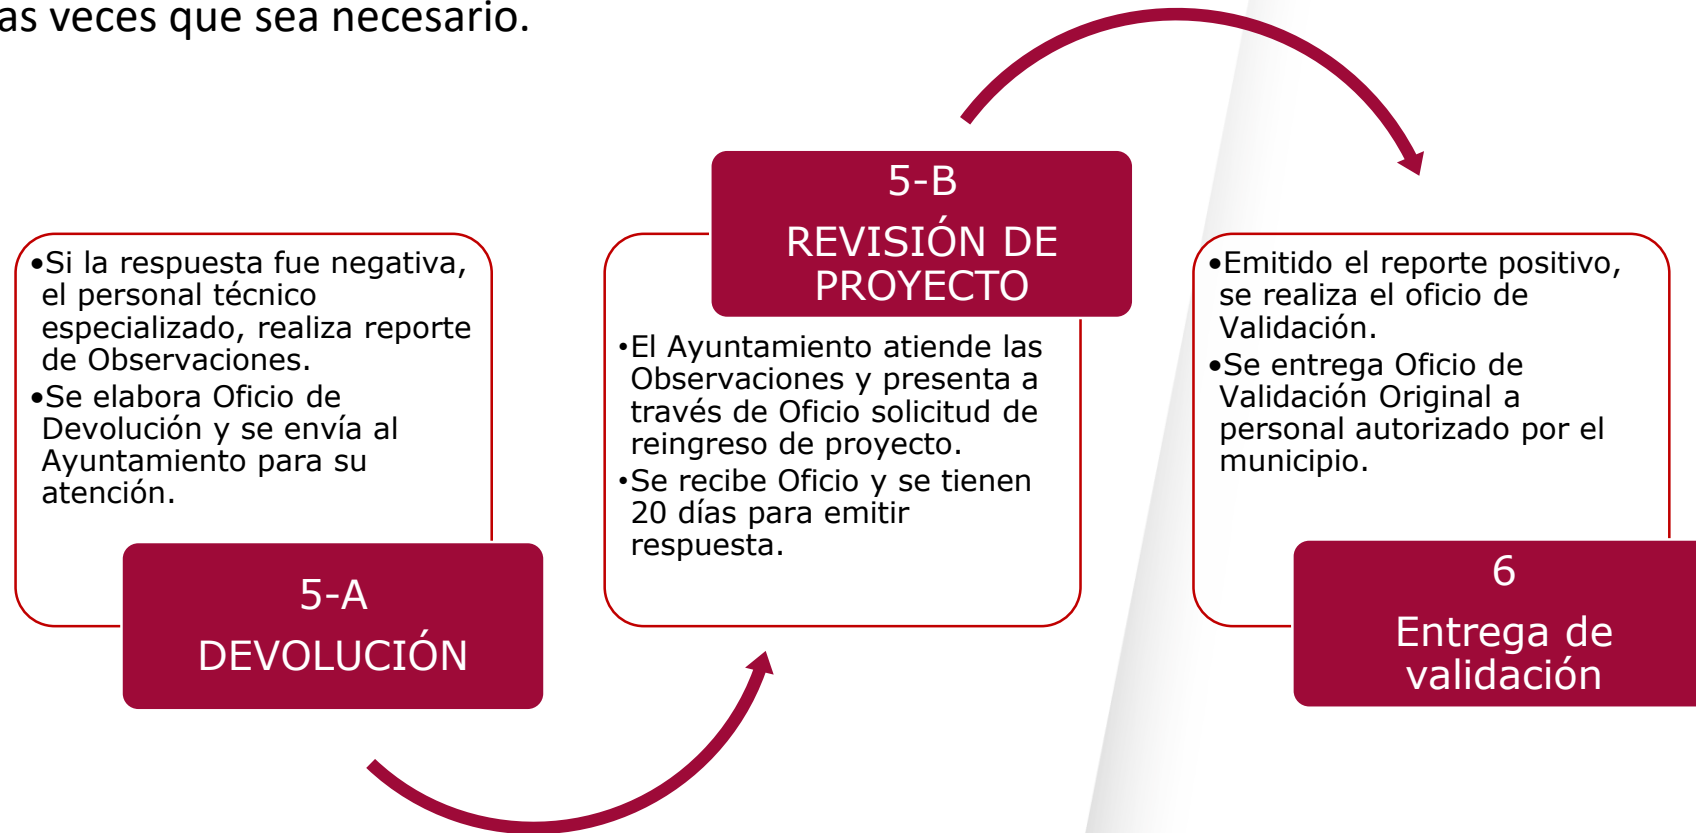 as veces que sea necesario.
•Si la respuesta fue negativa,
el personal técnico
especializado, realiza reporte
de Observaciones.
•Se elabora Oficio de
Devolución y se envía al
Ayuntamiento para su
atención.
5-A
DEVOLUCIÓN
5-B
REVISIÓN DE
PROYECTO
•El Ayuntamiento atiende las
Observaciones y presenta a
través de Oficio solicitud de
reingreso de proyecto.
•Se recibe Oficio y se tienen
20 días para emitir
respuesta.
•Emitido el reporte positivo,
se realiza el oficio de
Validación.
•Se entrega Oficio de
Validación Original a
personal autorizado por el
municipio.
6
Entrega de
validación